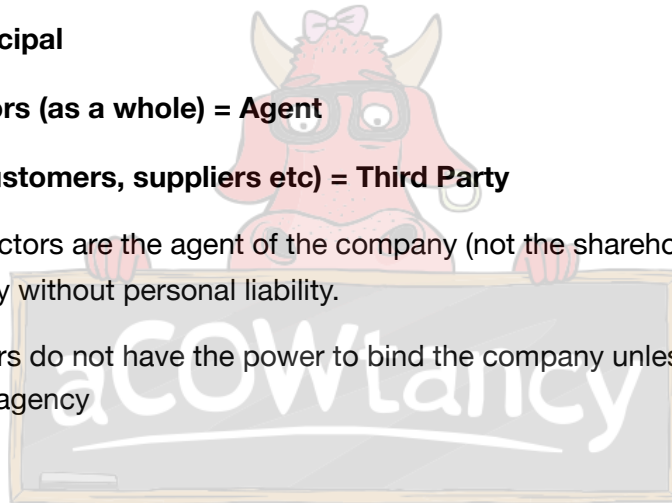 cipal
ors (as a whole) = Agent
ustomers, suppliers etc) = Third Party
ctors are the agent of the company (not the shareho
y without personal liability.
rs do not have the power to bind the company unles
agency
aCOWtancy